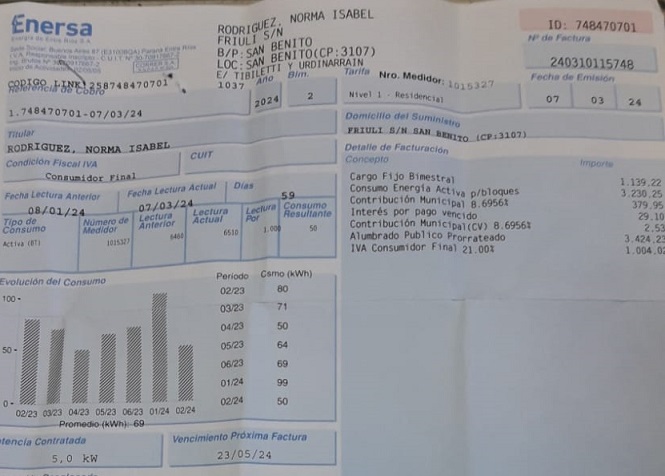 Enersa
RODRIGUEZ, NORMA ISABEL
FRIULI S/N
B/P: SAN BENITO
LOC: SAN BENITO (CP:3107)
E/ TIBILETTI Y URDINARRAIN
1037
CODIGO LINK: 258748470701
Referencia de Cobro
1.748470701-07/03/24
Año Bim.
2024 2
ID: 748470701
Nº de Factura
240310115748
Tarifa Nro. Medidor: 1015327
Nivel 1 - Residencial
Fecha de Emisión
07 03 24
Titular
RODRIGUEZ, NORMA ISABEL
Condición Fiscal IVA CUIT
Consumidor Final
Domicilio del Suministro
FRIULI S/N SAN BENITO (CP:3107)
Fecha Lectura Anterior Fecha Lectura Actual Días
08/01/24 07/03/24 59
Tipo de Consumo Número de Medidor Lectura Anterior Lectura Actual Lectura Por Consumo Resultante
Activa (BT) 1015327 6460 6510 1.000 50
Detalle de Facturación
Concepto Importe
Cargo Fijo Bimestral 1.139.22
Consumo Energía Activa p/bloques 3.230.25
Contribución Municipal 8.6956% 379.95
Interés por pago vencido 29.10
Contribución Municipal(CV) 8.6956% 2.53
Alumbrado Publico Prorrateado 3.424.23
IVA Consumidor Final 21.00% 1.004.02
Evolución del Consumo
100
50
0
02/23 03/23 04/23 05/23 06/23 01/24 02/24
Promedio (kWh): 69
Periodo Csmo (kWh)
02/23 80
03/23 71
04/23 50
05/23 64
06/23 69
01/24 99
02/24 50
tencia Contratada
5,0 kW
Vencimiento Próxima Factura
23/05/24